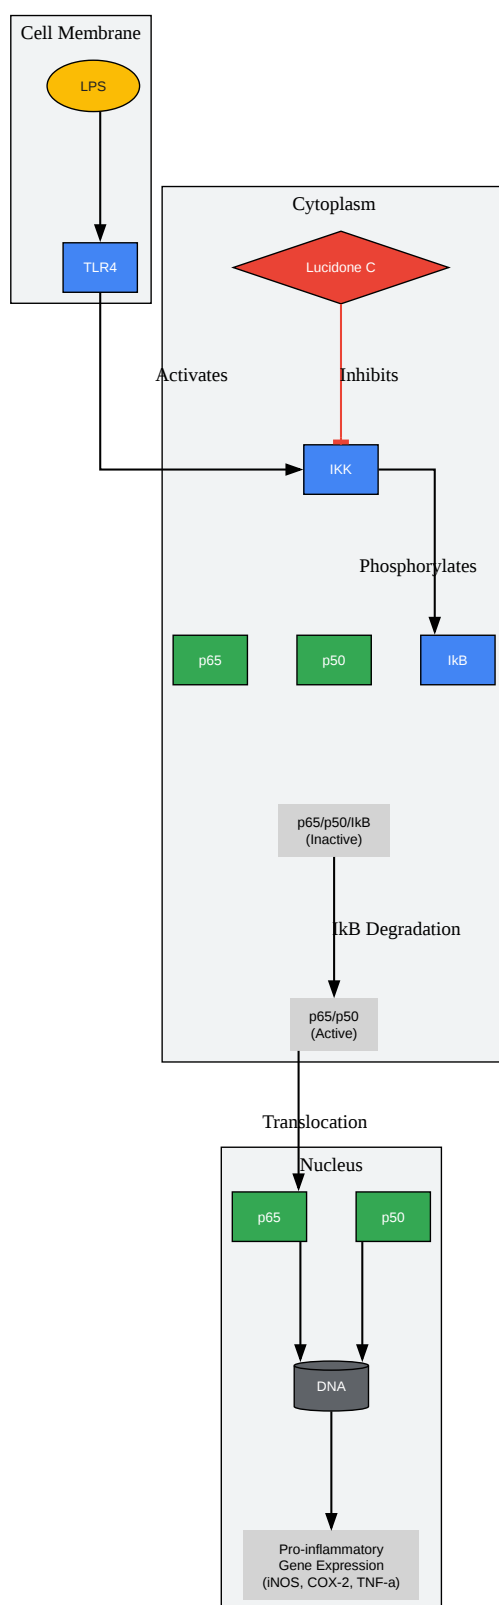 Cell Membrane
LPS
TLR4
Cytoplasm
Lucidone C
Activates
Inhibits
IKK
Phosphorylates
p65
p50
IkB
p65/p50/IkB
(Inactive)
IkB Degradation
p65/p50
(Active)
Translocation
Nucleus
p65
p50
DNA
Pro-inflammatory
Gene Expression
(iNOS, COX-2, TNF-a)